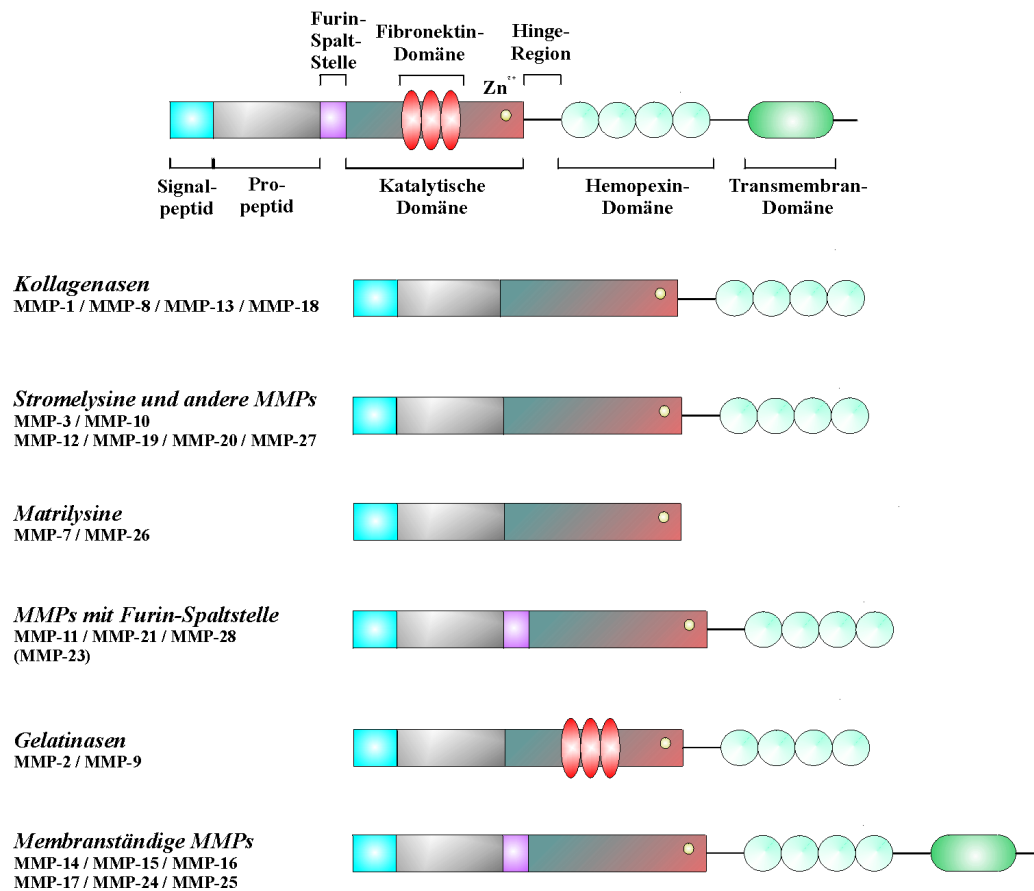 Furin-
Spalt-
Stelle
Fibronektin-
Domäne
Hinge-
Region
Zn²⁺
Signal-
peptid
Pro-
peptid
Katalytische
Domäne
Hemopexin-
Domäne
Transmembran-
Domäne
Kollagenasen
MMP-1 / MMP-8 / MMP-13 / MMP-18
Stromelysine und andere MMPs
MMP-3 / MMP-10
MMP-12 / MMP-19 / MMP-20 / MMP-27
Matrilysine
MMP-7 / MMP-26
MMPs mit Furin-Spaltstelle
MMP-11 / MMP-21 / MMP-28
(MMP-23)
Gelatinasen
MMP-2 / MMP-9
Membranständige MMPs
MMP-14 / MMP-15 / MMP-16
MMP-17 / MMP-24 / MMP-25